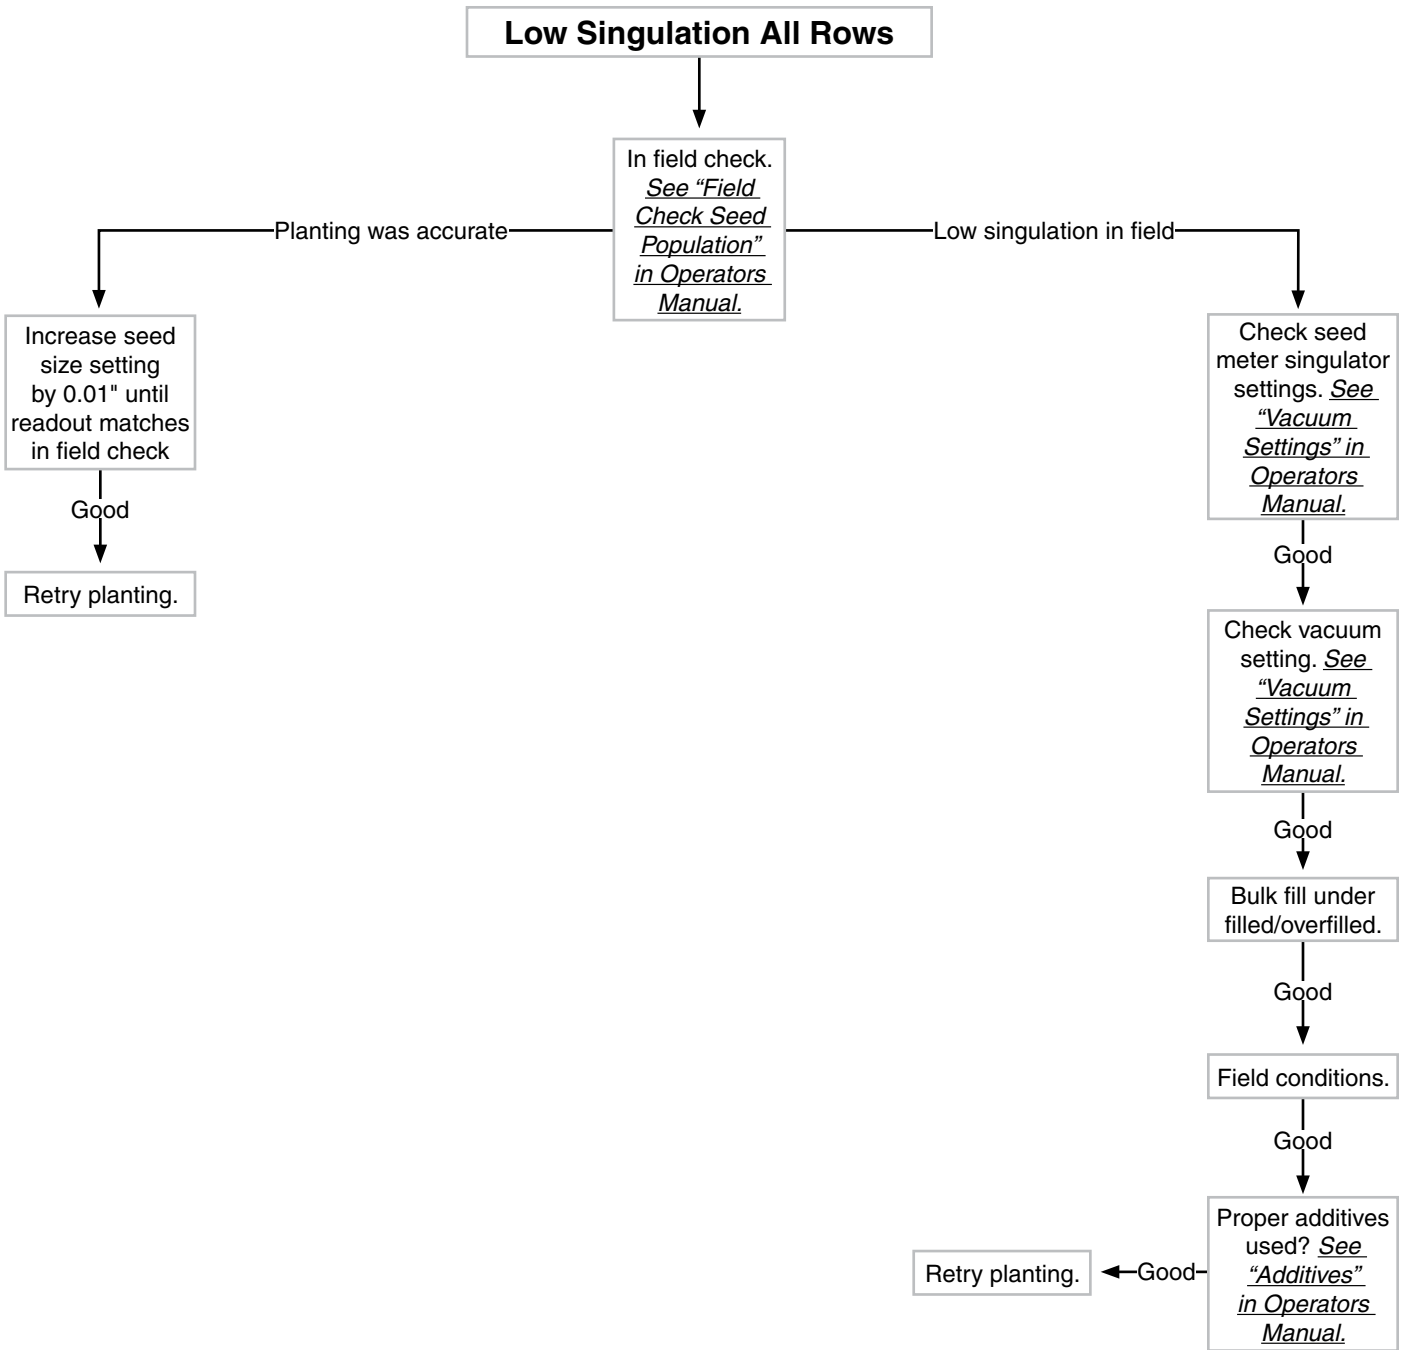 Low Singulation All Rows
In field check.
See “Field
Check Seed
Population”
in Operators
Manual.
Planting was accurate
Low singulation in field
Increase seed
size setting
by 0.01" until
readout matches
in field check
Good
Retry planting.
Check seed
meter singulator
settings. See
“Vacuum
Settings” in
Operators
Manual.
Good
Check vacuum
setting. See
“Vacuum
Settings” in
Operators
Manual.
Good
Bulk fill under
filled/overfilled.
Good
Field conditions.
Good
Proper additives
used? See
“Additives”
in Operators
Manual.
Good
Retry planting.